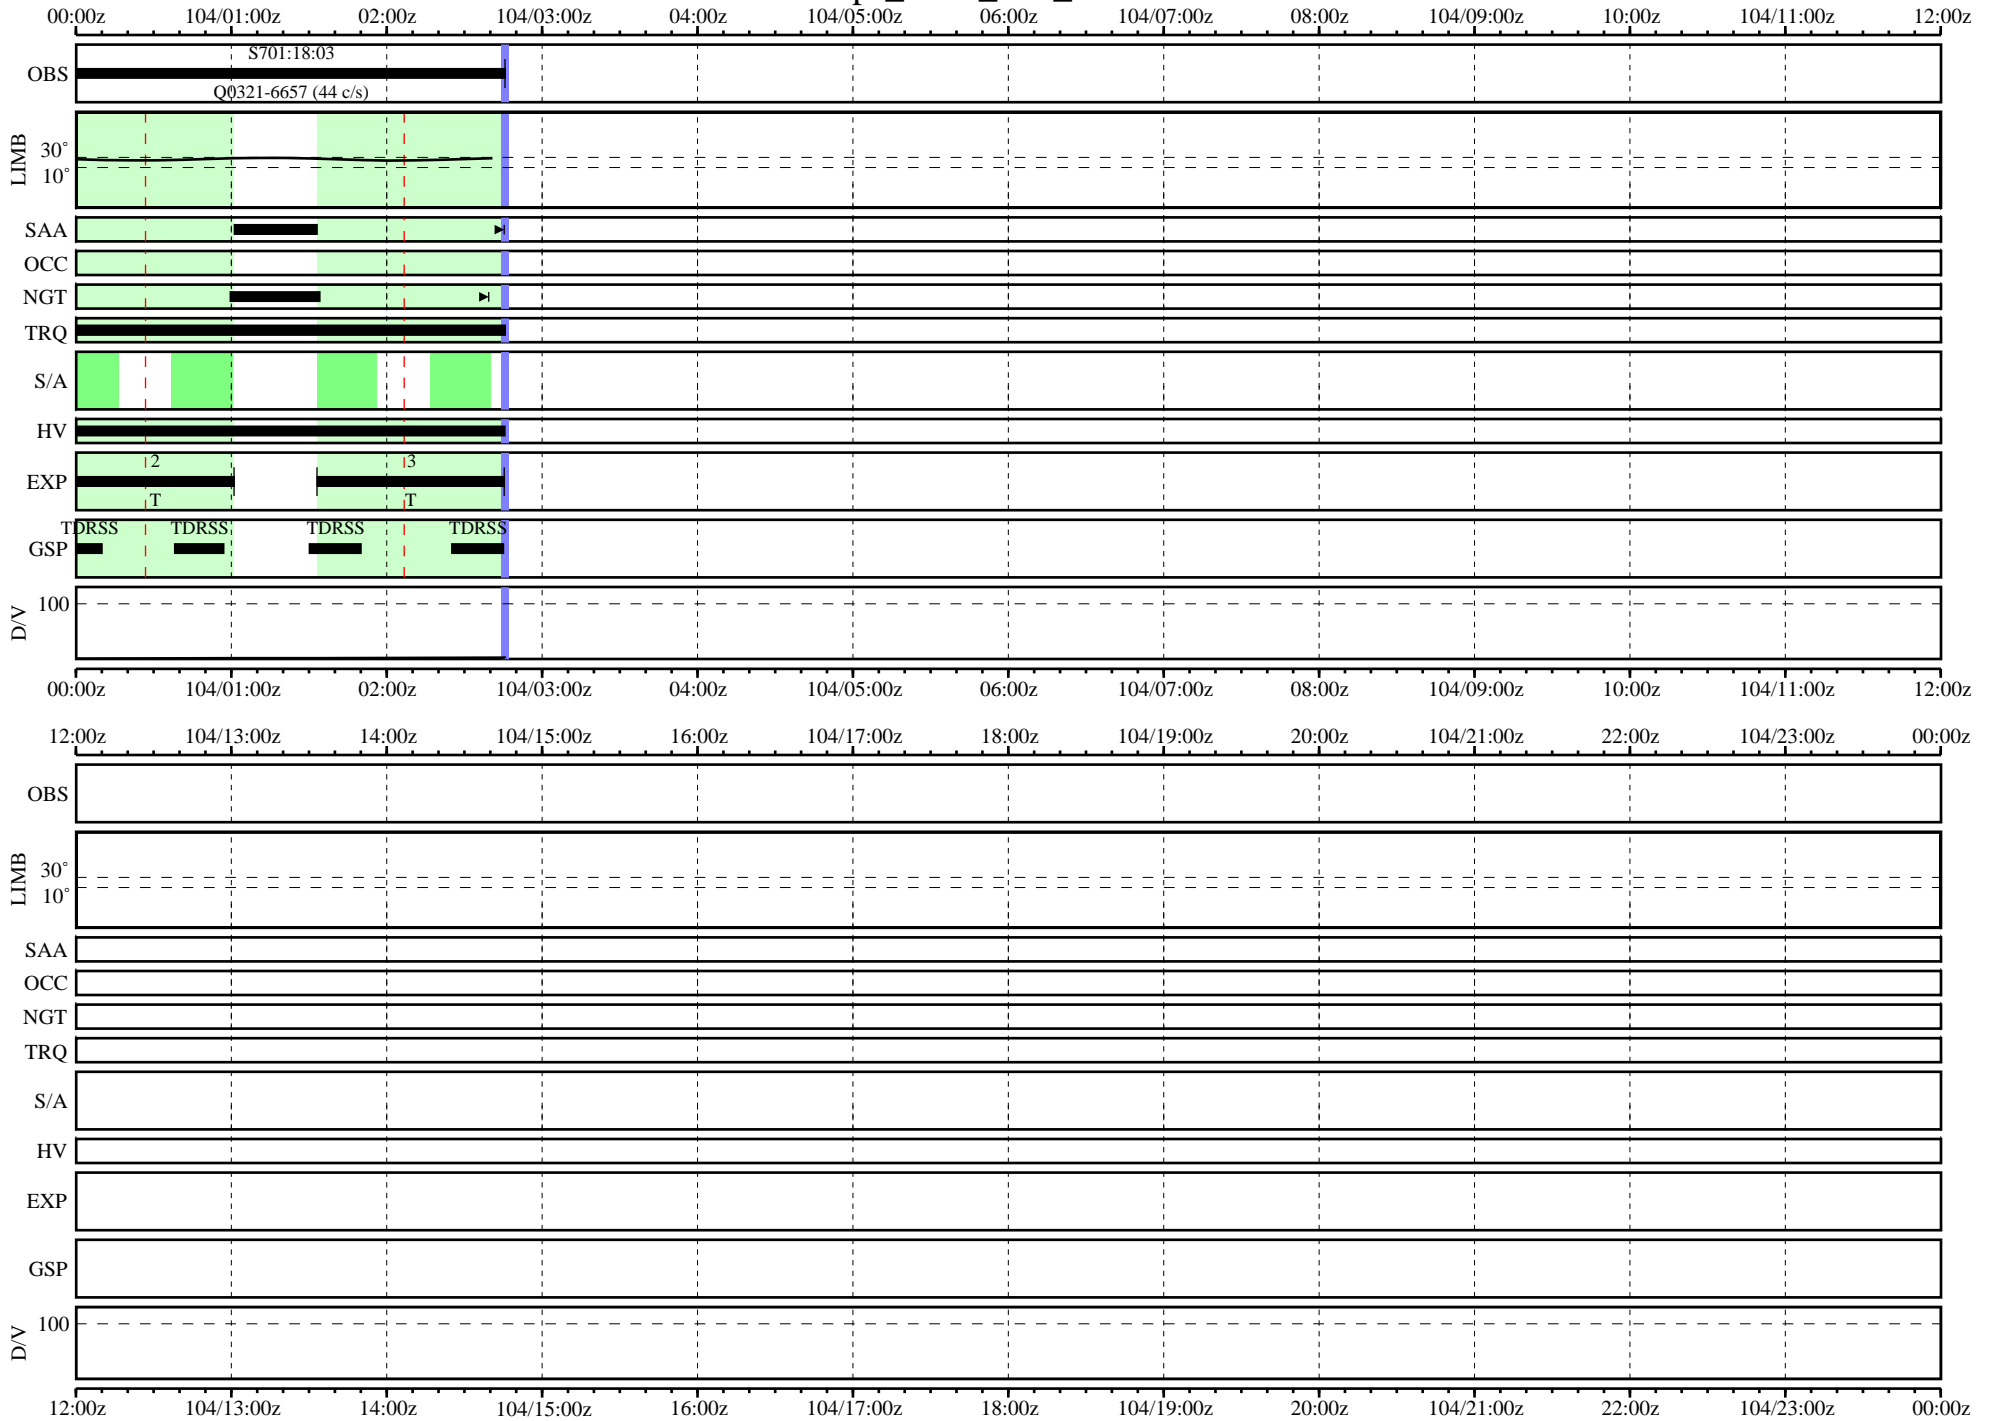 00:00z 104/01:00z 02:00z 104/03:00z 04:00z 104/05:00z 06:00z 104/07:00z 08:00z 104/09:00z 10:00z 104/11:00z 12:00z
S701:18:03
OBS
Q0321-6657 (44 c/s)
LIMB
30°
10°
SAA
OCC
NGT
TRQ
S/A
HV
2 3
EXP
T T
TDRSS TDRSS TDRSS TDRSS
GSP
100
D/V
00:00z 104/01:00z 02:00z 104/03:00z 04:00z 104/05:00z 06:00z 104/07:00z 08:00z 104/09:00z 10:00z 104/11:00z 12:00z
12:00z 104/13:00z 14:00z 104/15:00z 16:00z 104/17:00z 18:00z 104/19:00z 20:00z 104/21:00z 22:00z 104/23:00z 00:00z
OBS
LIMB
30°
10°
SAA
OCC
NGT
TRQ
S/A
HV
EXP
GSP
100
D/V
12:00z 104/13:00z 14:00z 104/15:00z 16:00z 104/17:00z 18:00z 104/19:00z 20:00z 104/21:00z 22:00z 104/23:00z 00:00z